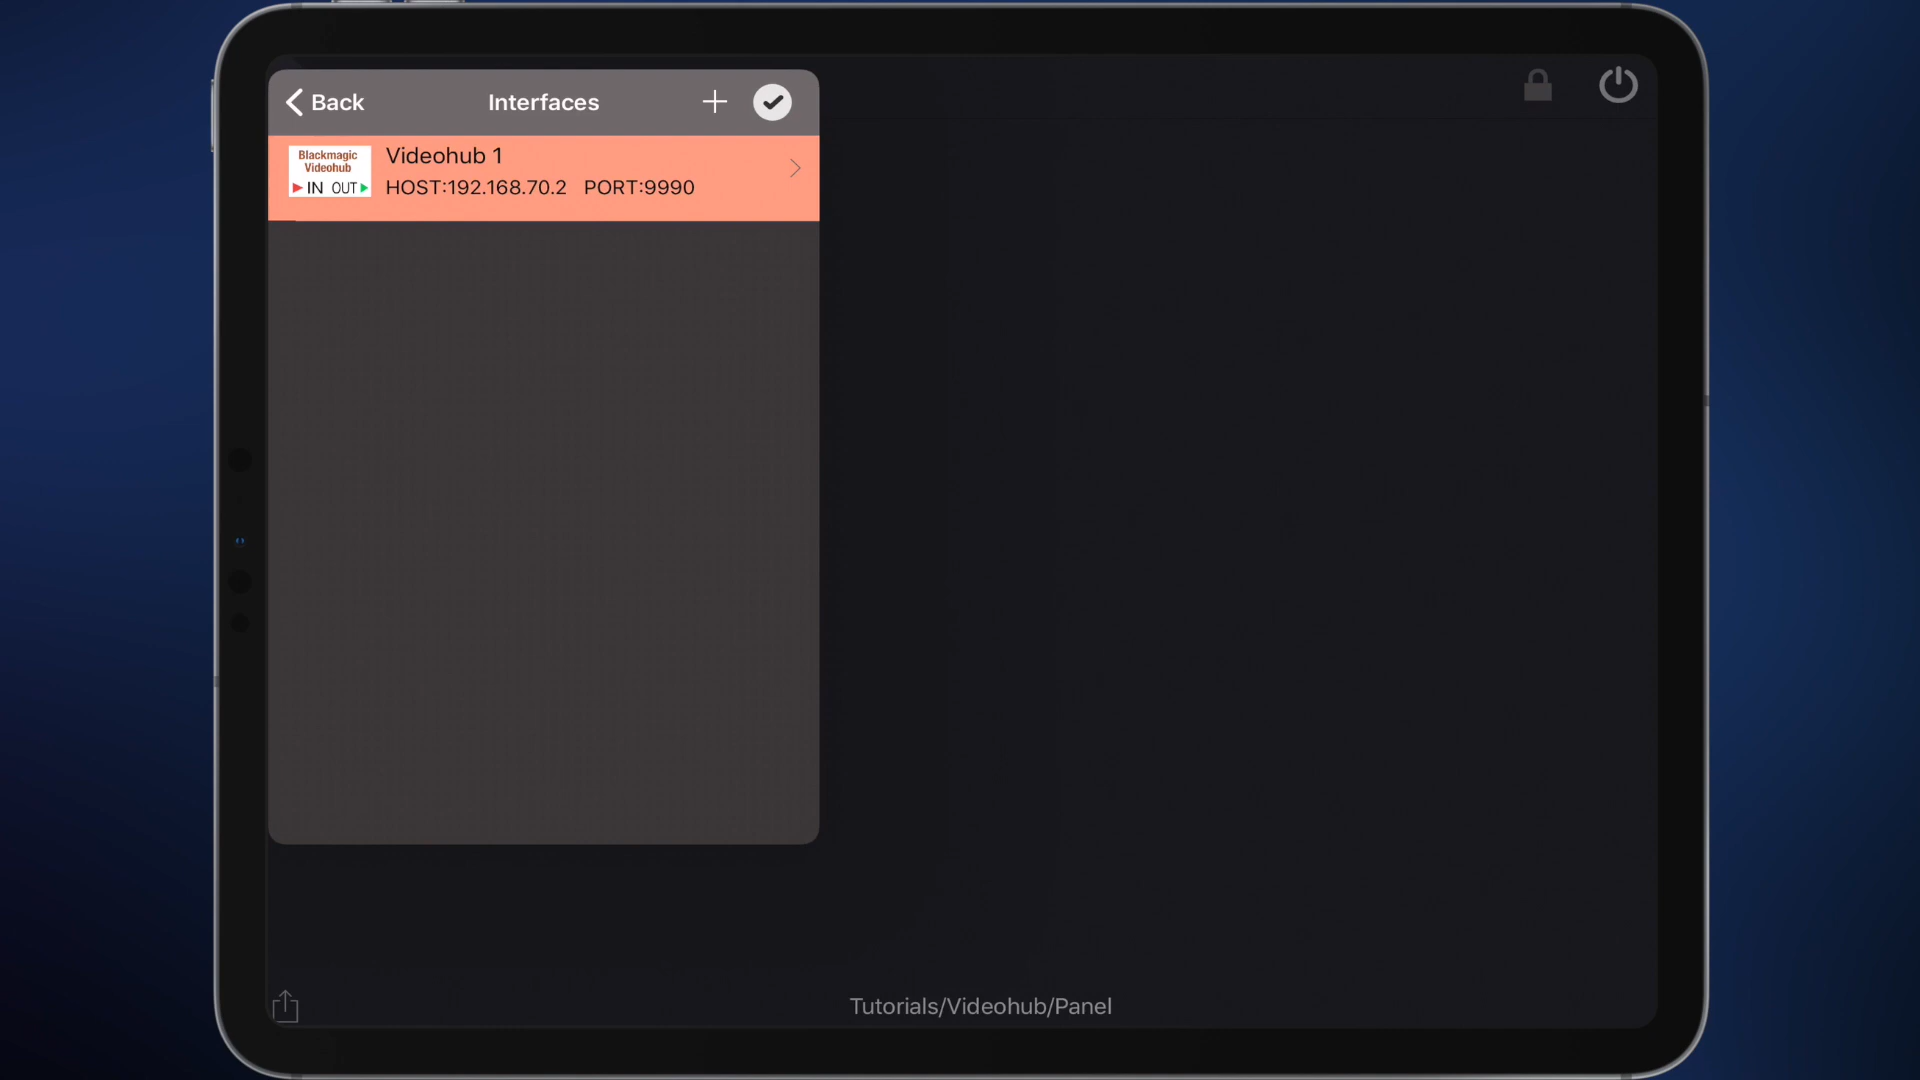 Back
Interfaces
Blackmagic
Videohub
IN OUT
Videohub 1
HOST:192.168.70.2 PORT:9990
Tutorials/Videohub/Panel